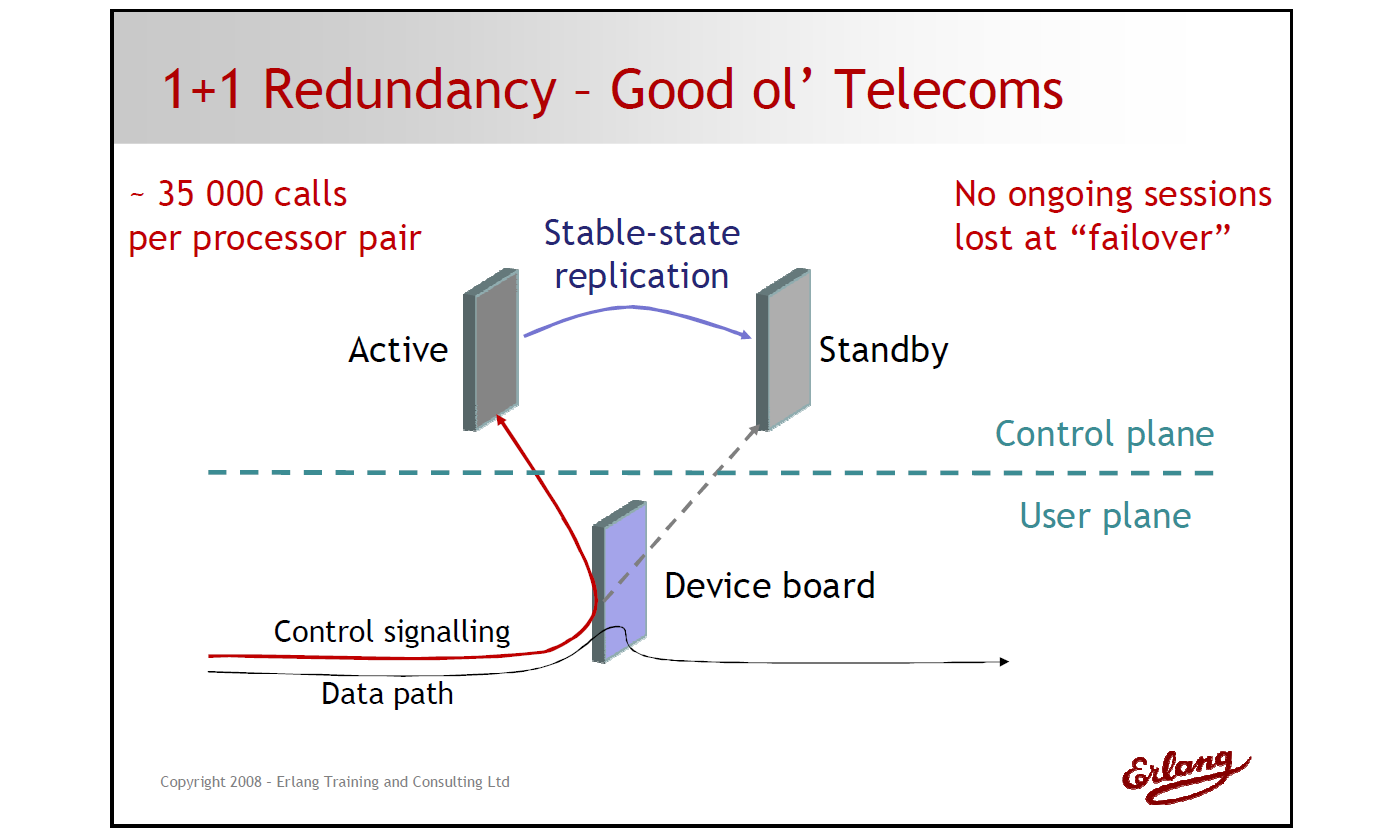 1+1 Redundancy – Good ol’ Telecoms
~ 35 000 calls
per processor pair
No ongoing sessions
lost at “failover”
Stable-state
replication
Active
Standby
Control plane
User plane
Device board
Control signalling
Data path
Copyright 2008 – Erlang Training and Consulting Ltd
Erlang